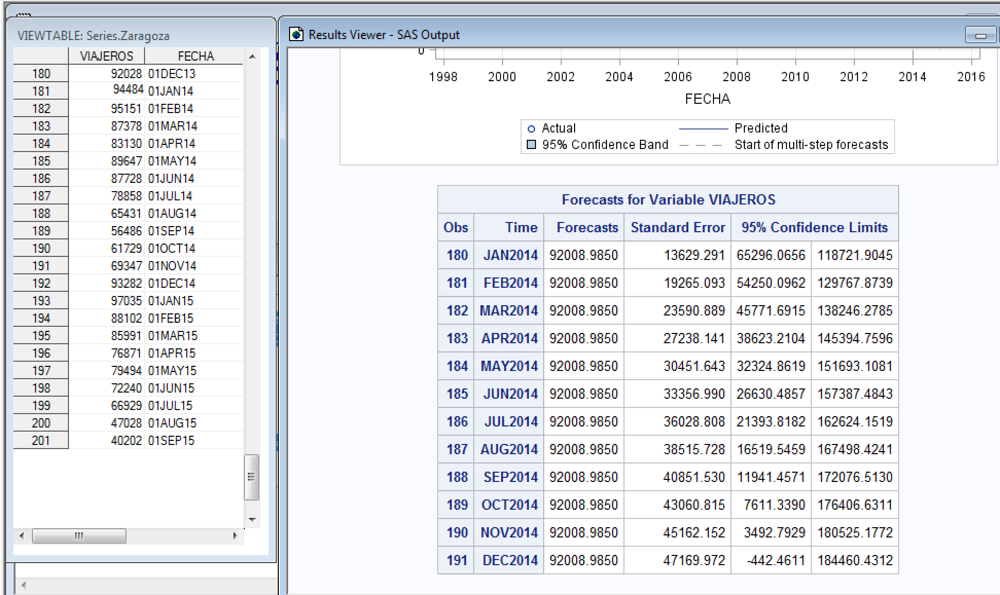 VIEWTABLE: Series.Zaragoza
VIAJEROS FECHA
180 92028 01DEC13
181 94484 01JAN14
182 95151 01FEB14
183 87378 01MAR14
184 83130 01APR14
185 89647 01MAY14
186 87728 01JUN14
187 78858 01JUL14
188 65431 01AUG14
189 56486 01SEP14
190 61729 01OCT14
191 69347 01NOV14
192 93282 01DEC14
193 97035 01JAN15
194 88102 01FEB15
195 85991 01MAR15
196 76871 01APR15
197 79494 01MAY15
198 72240 01JUN15
199 66929 01JUL15
200 47028 01AUG15
201 40202 01SEP15
Results Viewer - SAS Output
0
1998 2000 2002 2004 2006 2008 2010 2012 2014 2016
FECHA
Actual Predicted
95% Confidence Band Start of multi-step forecasts
Forecasts for Variable VIAJEROS
Obs Time Forecasts Standard Error 95% Confidence Limits
180 JAN2014 92008.9850 13629.291 65296.0656 118721.9045
181 FEB2014 92008.9850 19265.093 54250.0962 129767.8739
182 MAR2014 92008.9850 23590.889 45771.6915 138246.2785
183 APR2014 92008.9850 27238.141 38623.2104 145394.7596
184 MAY2014 92008.9850 30451.643 32324.8619 151693.1081
185 JUN2014 92008.9850 33356.990 26630.4857 157387.4843
186 JUL2014 92008.9850 36028.808 21393.8182 162624.1519
187 AUG2014 92008.9850 38515.728 16519.5459 167498.4241
188 SEP2014 92008.9850 40851.530 11941.4571 172076.5130
189 OCT2014 92008.9850 43060.815 7611.3390 176406.6311
190 NOV2014 92008.9850 45162.152 3492.7929 180525.1772
191 DEC2014 92008.9850 47169.972 -442.4611 184460.4312